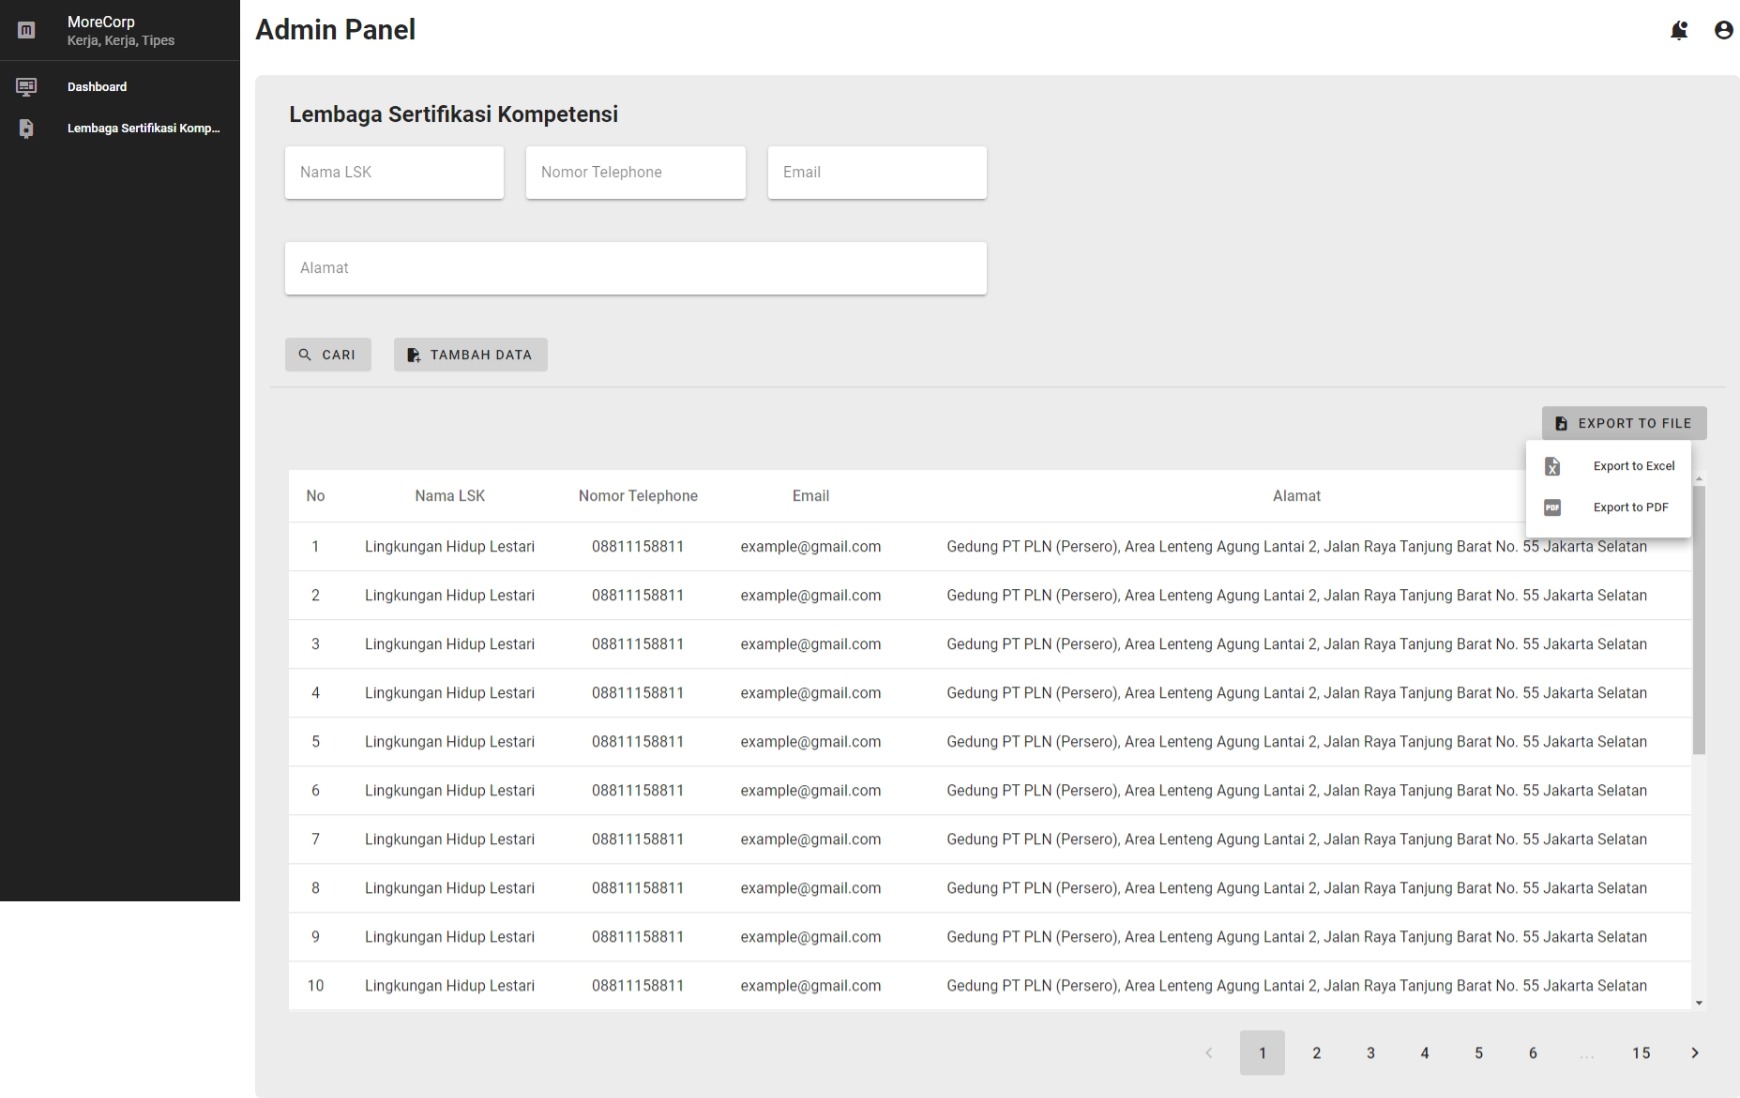 MoreCorp
Kerja, Kerja, Tipes
Dashboard
Lembaga Sertifikasi Komp...
Admin Panel
Lembaga Sertifikasi Kompetensi
Nama LSK Nomor Telephone Email
Alamat
CARI TAMBAH DATA
EXPORT TO FILE
Export to Excel
PDF Export to PDF
No Nama LSK Nomor Telephone Email Alamat
1 Lingkungan Hidup Lestari 08811158811 example@gmail.com Gedung PT PLN (Persero), Area Lenteng Agung Lantai 2, Jalan Raya Tanjung Barat No. 55 Jakarta Selatan
2 Lingkungan Hidup Lestari 08811158811 example@gmail.com Gedung PT PLN (Persero), Area Lenteng Agung Lantai 2, Jalan Raya Tanjung Barat No. 55 Jakarta Selatan
3 Lingkungan Hidup Lestari 08811158811 example@gmail.com Gedung PT PLN (Persero), Area Lenteng Agung Lantai 2, Jalan Raya Tanjung Barat No. 55 Jakarta Selatan
4 Lingkungan Hidup Lestari 08811158811 example@gmail.com Gedung PT PLN (Persero), Area Lenteng Agung Lantai 2, Jalan Raya Tanjung Barat No. 55 Jakarta Selatan
5 Lingkungan Hidup Lestari 08811158811 example@gmail.com Gedung PT PLN (Persero), Area Lenteng Agung Lantai 2, Jalan Raya Tanjung Barat No. 55 Jakarta Selatan
6 Lingkungan Hidup Lestari 08811158811 example@gmail.com Gedung PT PLN (Persero), Area Lenteng Agung Lantai 2, Jalan Raya Tanjung Barat No. 55 Jakarta Selatan
7 Lingkungan Hidup Lestari 08811158811 example@gmail.com Gedung PT PLN (Persero), Area Lenteng Agung Lantai 2, Jalan Raya Tanjung Barat No. 55 Jakarta Selatan
8 Lingkungan Hidup Lestari 08811158811 example@gmail.com Gedung PT PLN (Persero), Area Lenteng Agung Lantai 2, Jalan Raya Tanjung Barat No. 55 Jakarta Selatan
9 Lingkungan Hidup Lestari 08811158811 example@gmail.com Gedung PT PLN (Persero), Area Lenteng Agung Lantai 2, Jalan Raya Tanjung Barat No. 55 Jakarta Selatan
10 Lingkungan Hidup Lestari 08811158811 example@gmail.com Gedung PT PLN (Persero), Area Lenteng Agung Lantai 2, Jalan Raya Tanjung Barat No. 55 Jakarta Selatan
1 2 3 4 5 6 ... 15